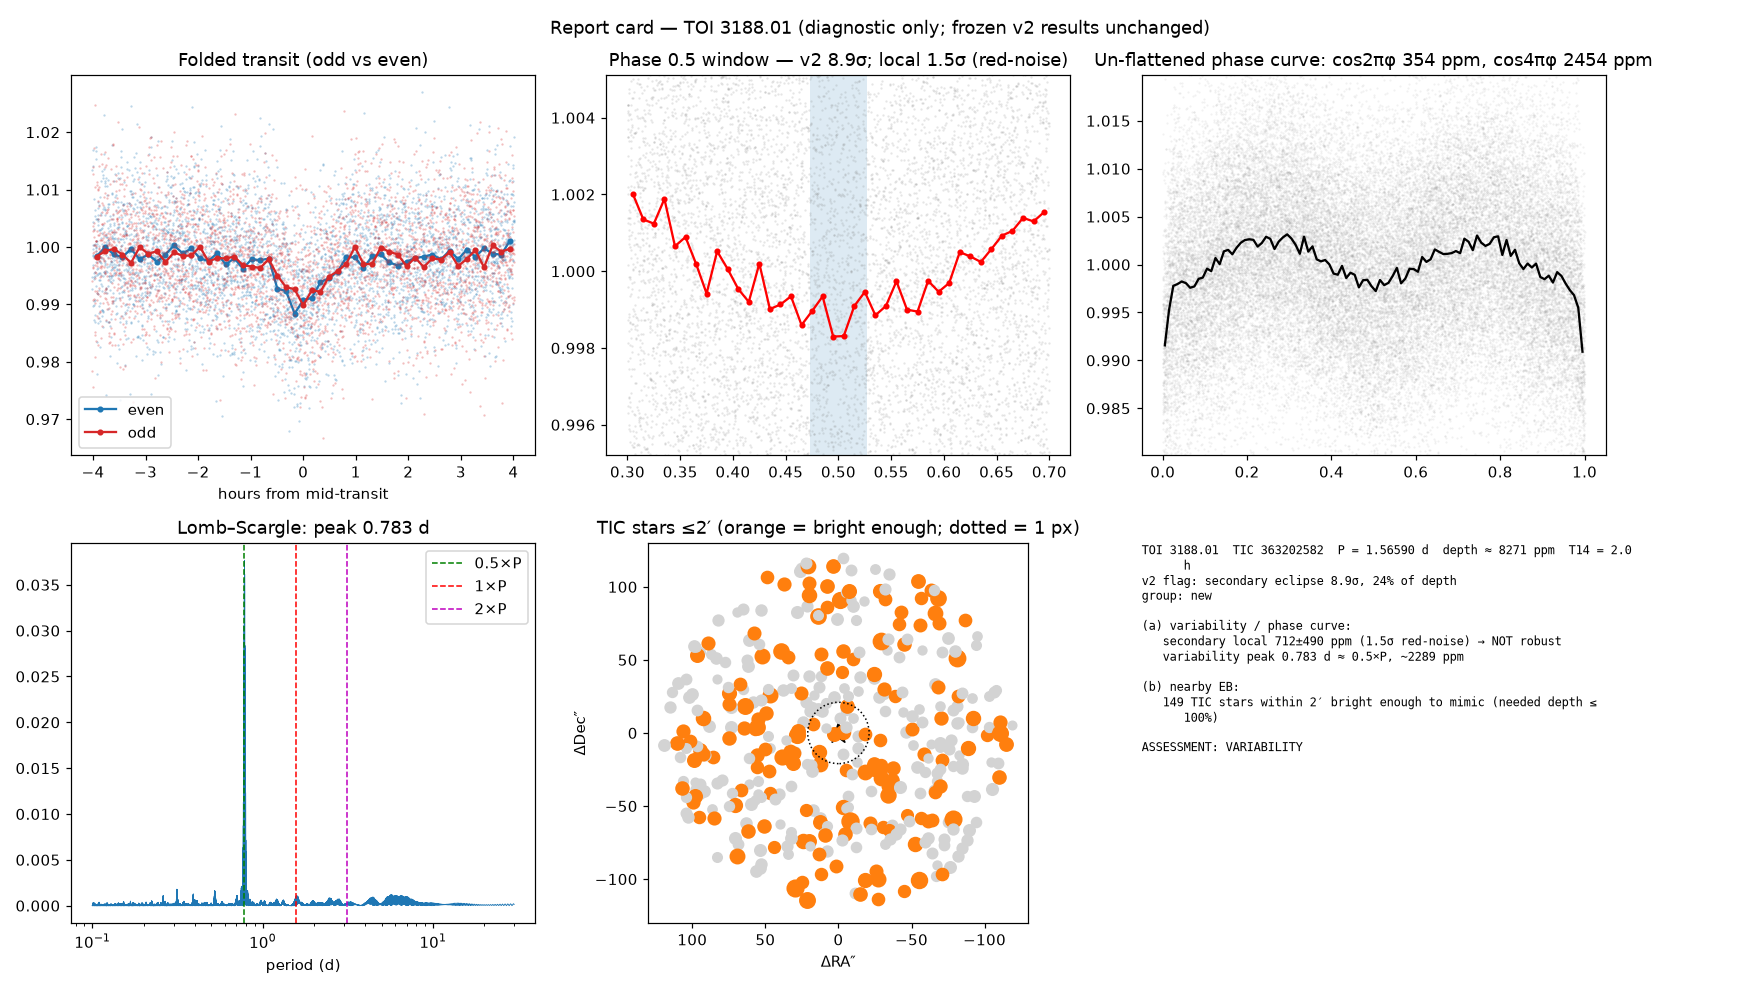 Report card — TOI 3188.01 (diagnostic only; frozen v2 results unchanged)
Folded transit (odd vs even)
1.02
1.01
1.00
0.99
0.98
0.97
even
odd
−4
−3
−2
−1
0
1
2
3
4
hours from mid-transit
Phase 0.5 window — v2 8.9σ; local 1.5σ (red-noise)
1.004
1.002
1.000
0.998
0.996
0.30
0.35
0.40
0.45
0.50
0.55
0.60
0.65
0.70
Un-flattened phase curve: cos2πφ 354 ppm, cos4πφ 2454 ppm
1.015
1.010
1.005
1.000
0.995
0.990
0.985
0.0
0.2
0.4
0.6
0.8
1.0
Lomb–Scargle: peak 0.783 d
0.035
0.030
0.025
0.020
0.015
0.010
0.005
0.000
0.5×P
1×P
2×P
10⁻¹
10⁰
10¹
period (d)
TIC stars ≤2′ (orange = bright enough; dotted = 1 px)
ΔDec″
100
50
0
−50
−100
100
50
0
−50
−100
ΔRA″
TOI 3188.01  TIC 363202582  P = 1.56590 d  depth ≈ 8271 ppm  T14 = 2.0
h
v2 flag: secondary eclipse 8.9σ, 24% of depth
group: new
(a) variability / phase curve:
secondary local 712±490 ppm (1.5σ red-noise) → NOT robust
variability peak 0.783 d ≈ 0.5×P, ~2289 ppm
(b) nearby EB:
149 TIC stars within 2′ bright enough to mimic (needed depth ≤
100%)
ASSESSMENT: VARIABILITY